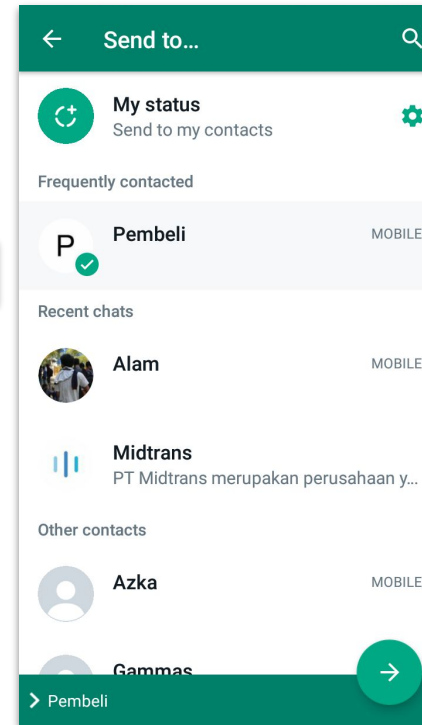 Send to...
My status
Send to my contacts
Frequently contacted
P
Pembeli
MOBILE
Recent chats
Alam
MOBILE
Midtrans
PT Midtrans merupakan perusahaan y...
Other contacts
Azka
MOBILE
Gammas
Pembeli